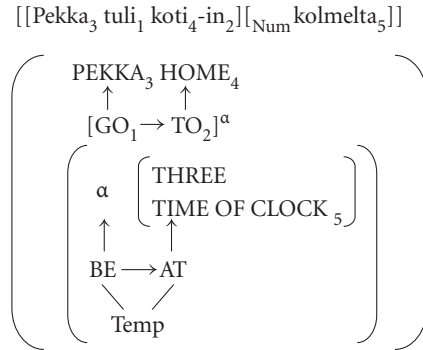 [[Pekka₃ tuli₁ koti₄-in₂][Num kolmelta₅]]
PEKKA₃ HOME₄
[GO₁ → TO₂]ᵅ
α THREE
TIME OF CLOCK ₅
BE → AT
Temp